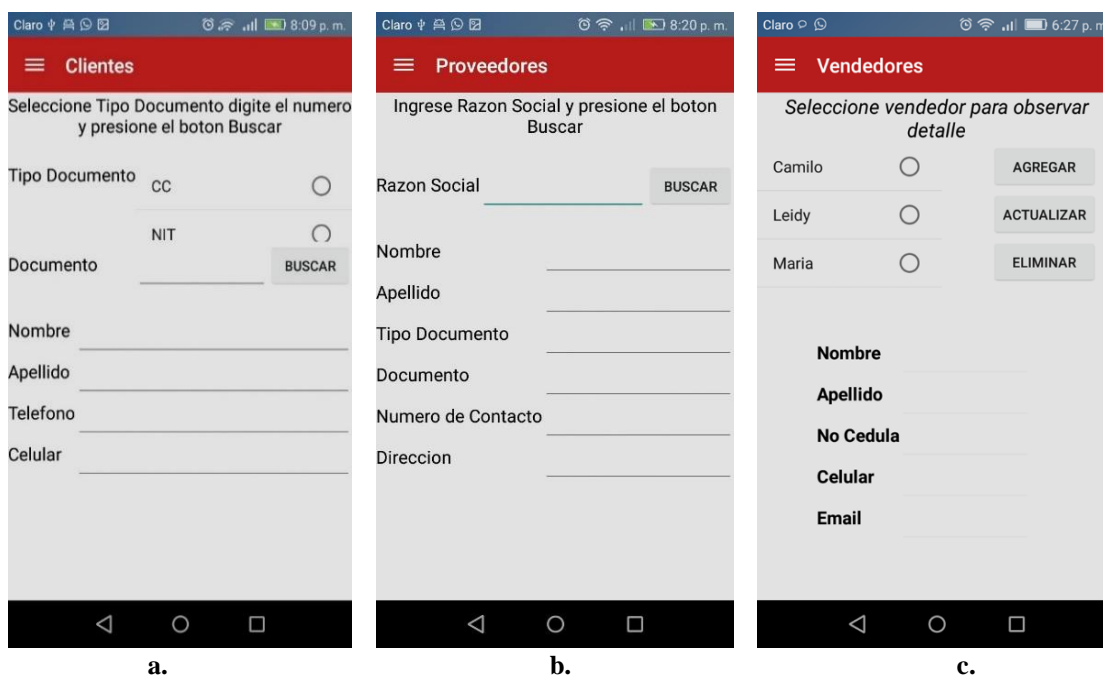 Claro 8:09 p. m.
Clientes
Seleccione Tipo Documento digite el numero
y presione el boton Buscar
Tipo Documento
CC
NIT
Documento
BUSCAR
Nombre
Apellido
Telefono
Celular
a.
Claro 8:20 p. m.
Proveedores
Ingrese Razon Social y presione el boton
Buscar
Razon Social
BUSCAR
Nombre
Apellido
Tipo Documento
Documento
Numero de Contacto
Direccion
b.
Claro 6:27 p. m
Vendedores
Seleccione vendedor para observar
detalle
Camilo
AGREGAR
Leidy
ACTUALIZAR
Maria
ELIMINAR
Nombre
Apellido
No Cedula
Celular
Email
c.